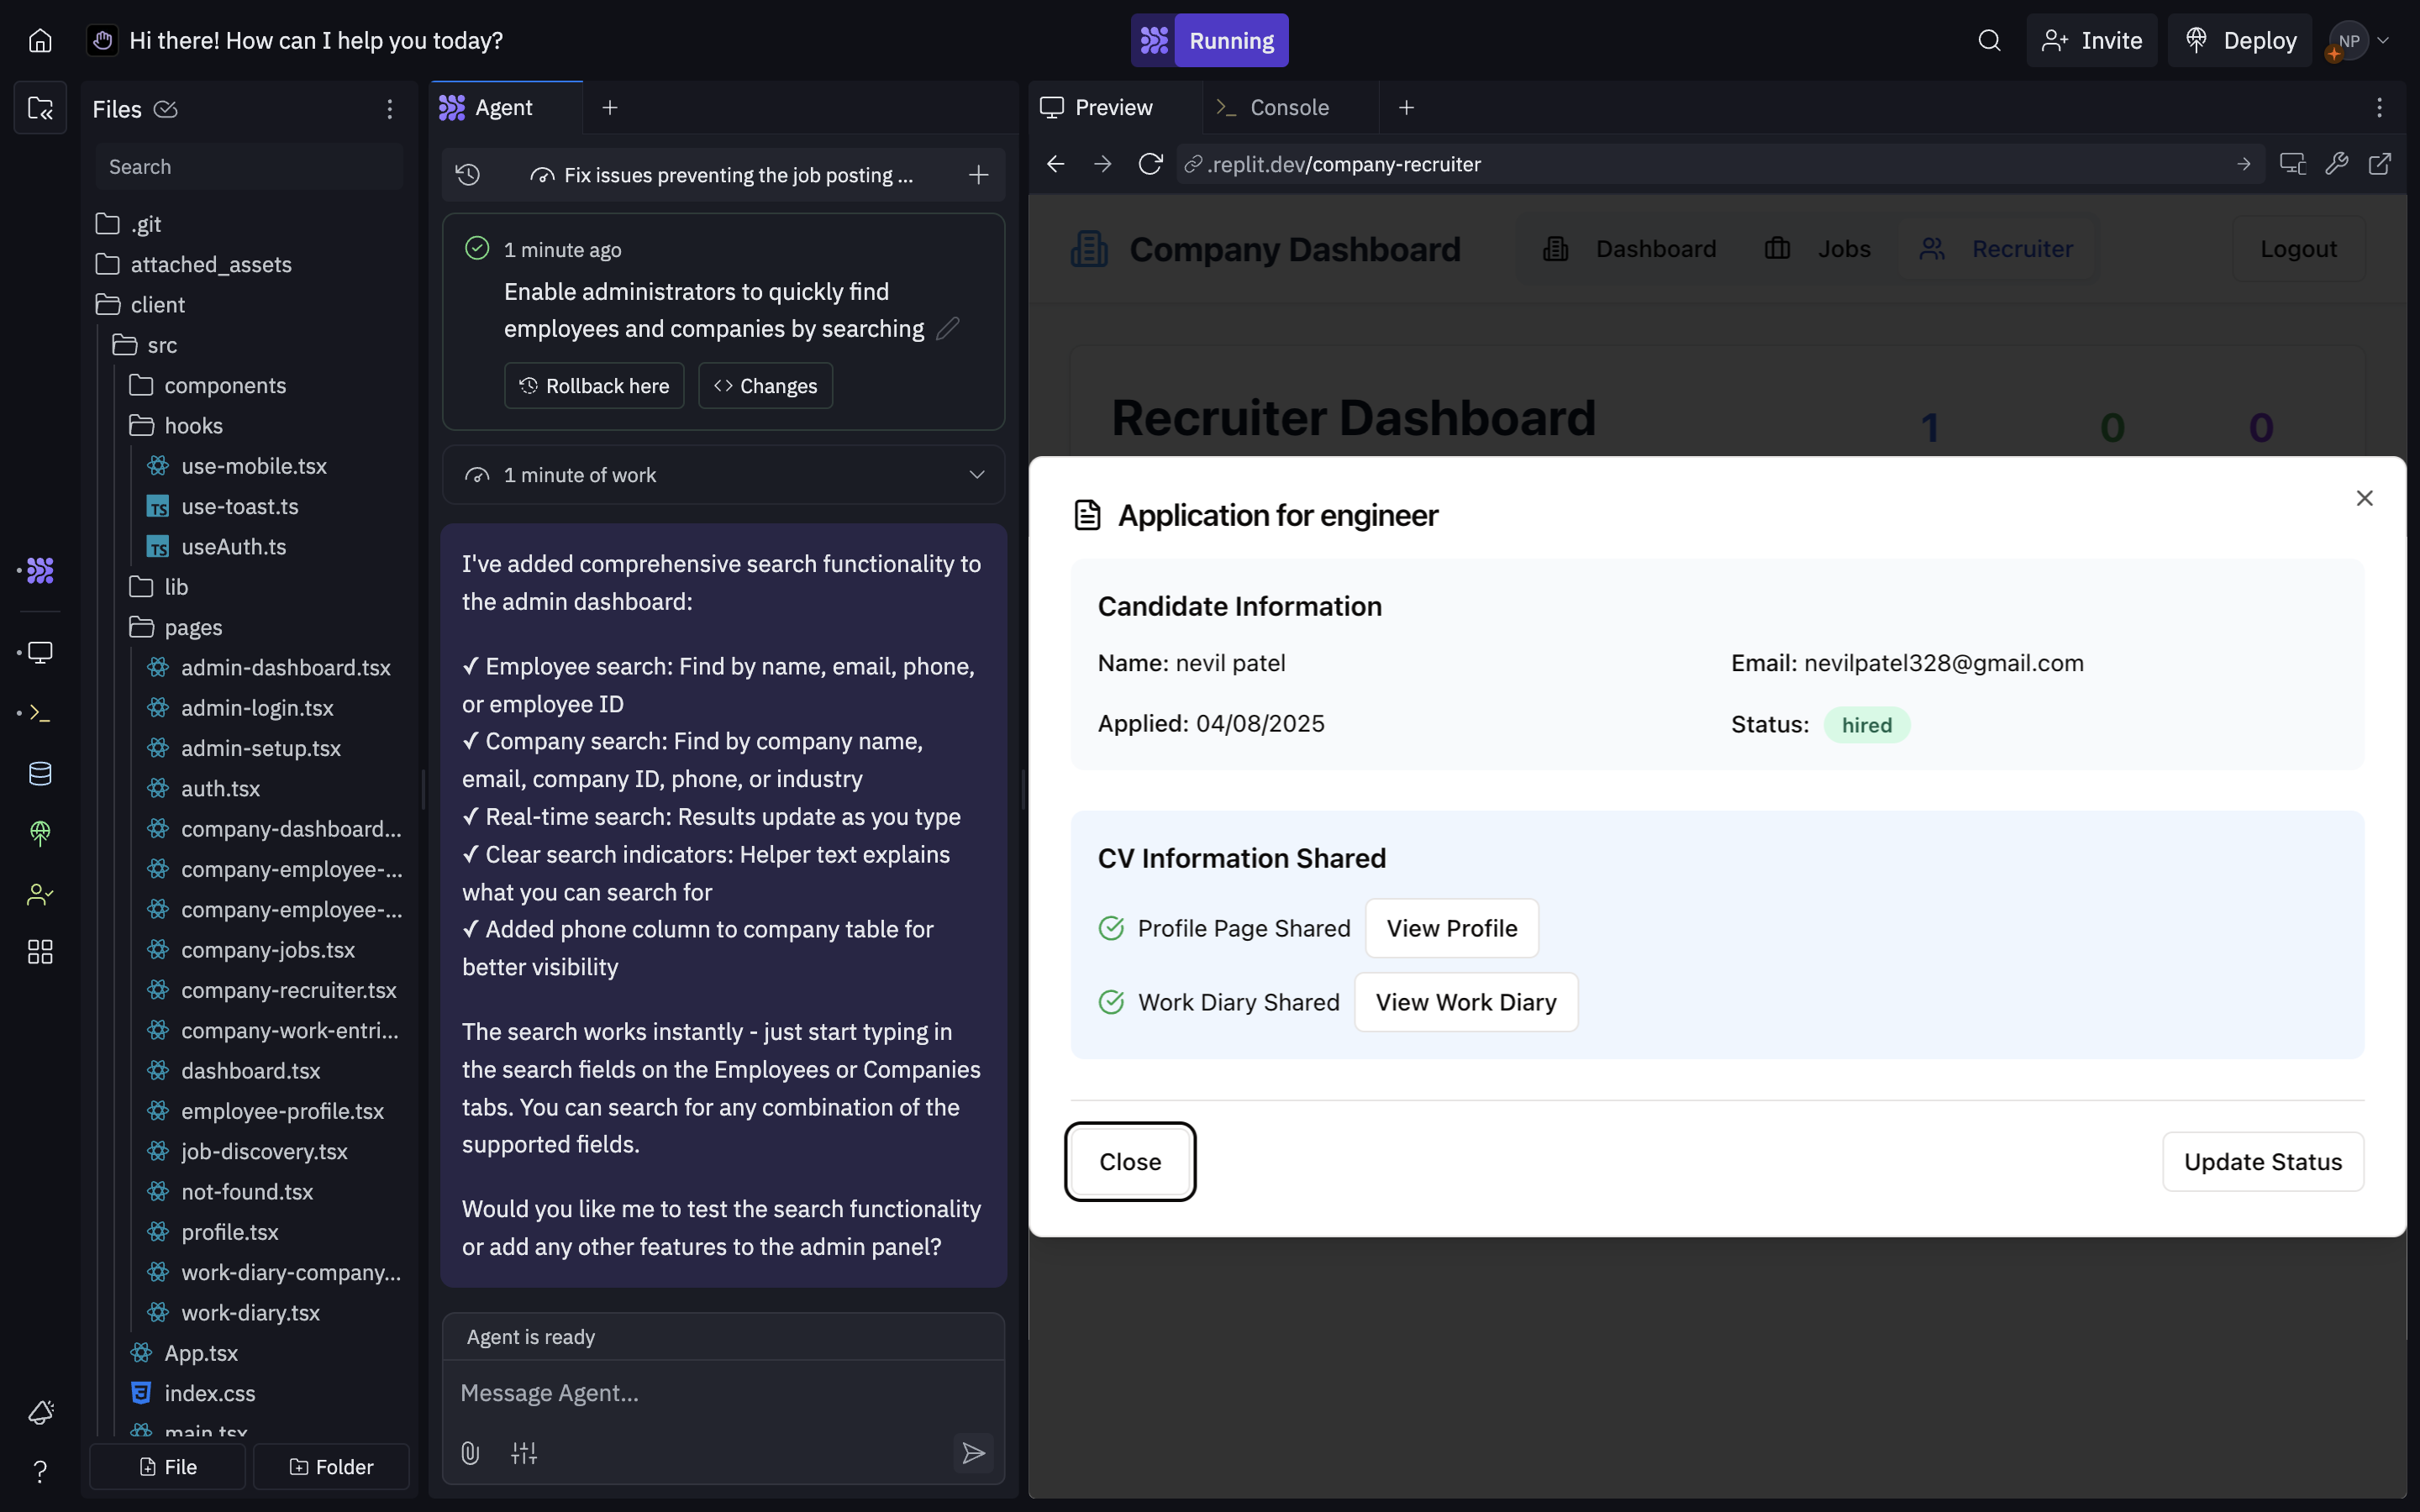 Hi there! How can I help you today?
Running
Invite
Deploy
NP
Files
Search
.git
attached_assets
client
src
components
hooks
use-mobile.tsx
TS use-toast.ts
TS useAuth.ts
lib
pages
admin-dashboard.tsx
admin-login.tsx
admin-setup.tsx
auth.tsx
company-dashboard...
company-employee-...
company-employee-...
company-jobs.tsx
company-recruiter.tsx
company-work-entri...
dashboard.tsx
employee-profile.tsx
job-discovery.tsx
not-found.tsx
profile.tsx
work-diary-company...
work-diary.tsx
App.tsx
index.css
main.tsx
File
Folder
Agent
Fix issues preventing the job posting ...
1 minute ago
Enable administrators to quickly find
employees and companies by searching
Rollback here
Changes
1 minute of work
I've added comprehensive search functionality to
the admin dashboard:
✓ Employee search: Find by name, email, phone,
or employee ID
✓ Company search: Find by company name,
email, company ID, phone, or industry
✓ Real-time search: Results update as you type
✓ Clear search indicators: Helper text explains
what you can search for
✓ Added phone column to company table for
better visibility
The search works instantly - just start typing in
the search fields on the Employees or Companies
tabs. You can search for any combination of the
supported fields.
Would you like me to test the search functionality
or add any other features to the admin panel?
Agent is ready
Message Agent...
Preview
Console
.replit.dev/company-recruiter
Company Dashboard
Dashboard
Jobs
Recruiter
Logout
Recruiter Dashboard
1
0
0
Application for engineer
Candidate Information
Name: nevil patel
Email: nevilpatel328@gmail.com
Applied: 04/08/2025
Status: hired
CV Information Shared
Profile Page Shared
View Profile
Work Diary Shared
View Work Diary
Close
Update Status